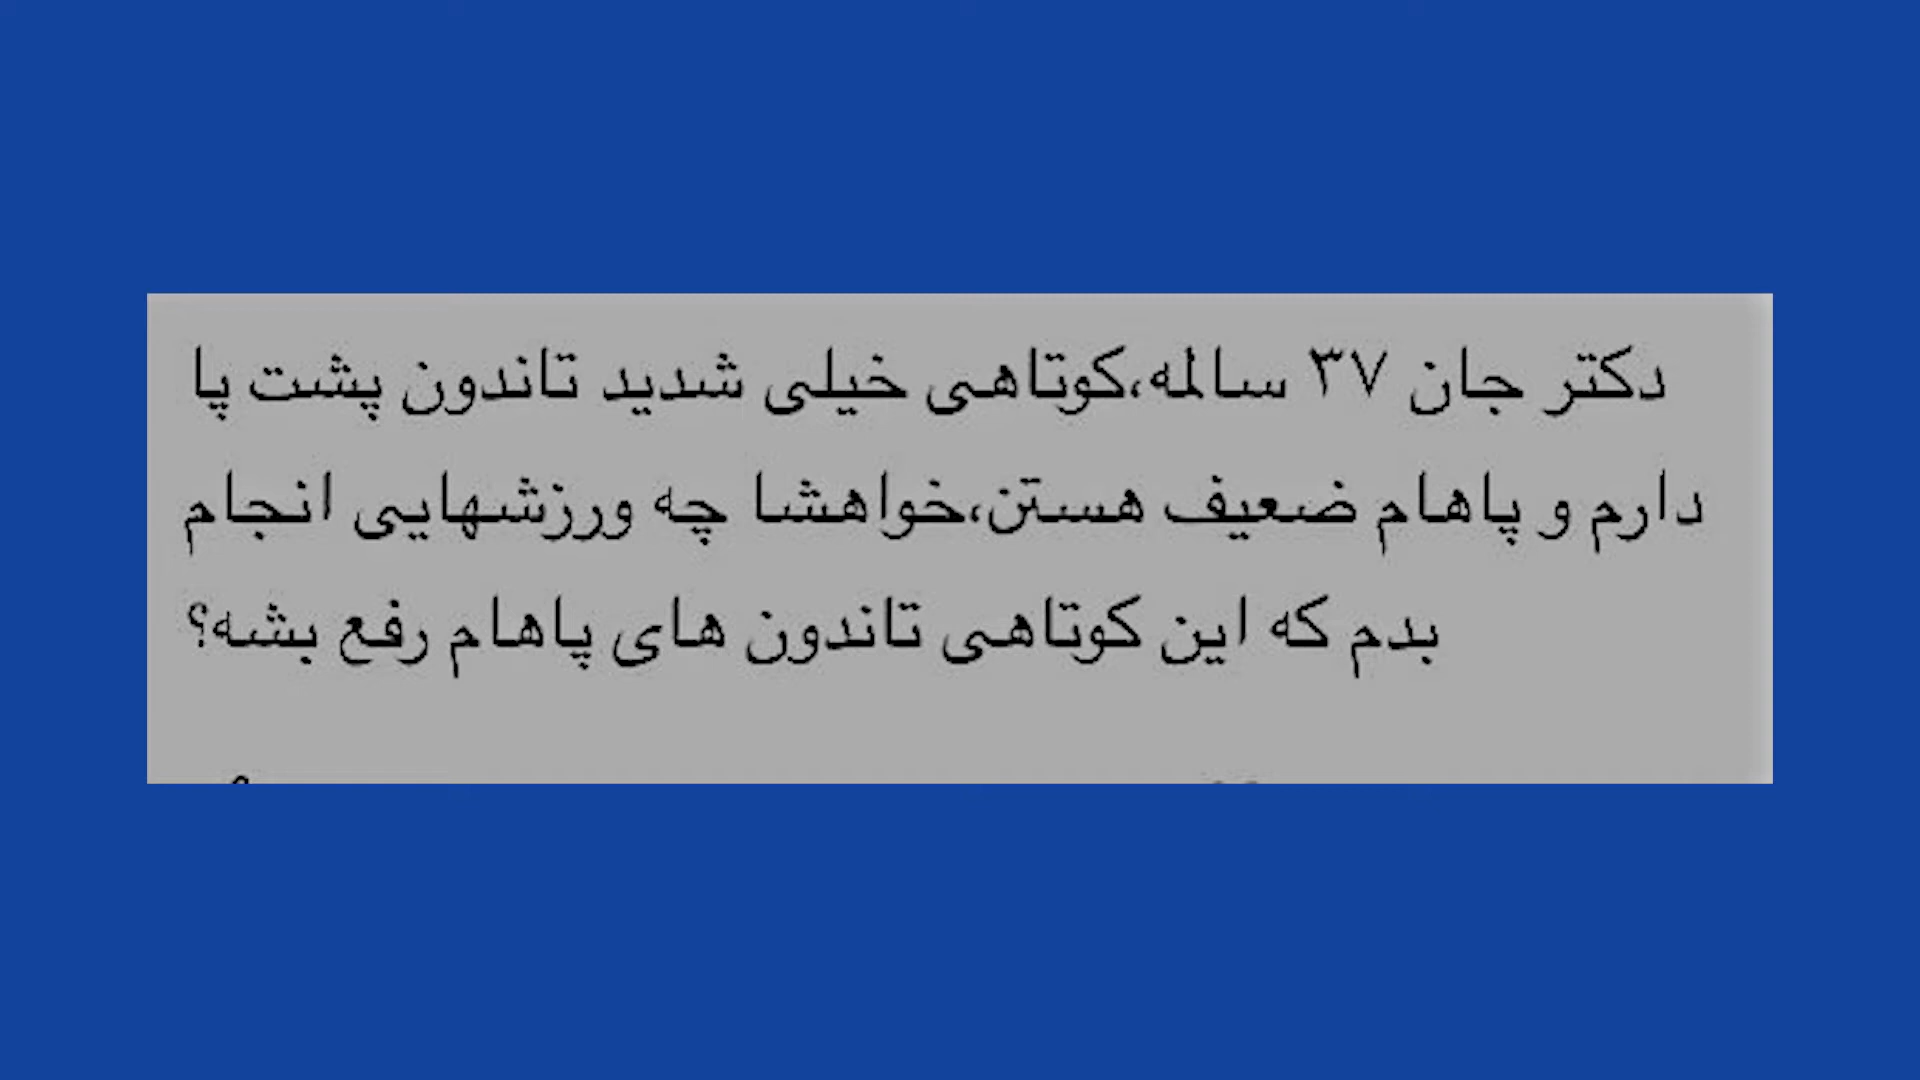 دکتر جان ۳۷ سالمه،کوتاهی خیلی شدید تاندون پشت پا
دارم و پاهام ضعیف هستن،خواهشا چه ورزشهایی انجام
بدم که این کوتاهی تاندون های پاهام رفع بشه؟